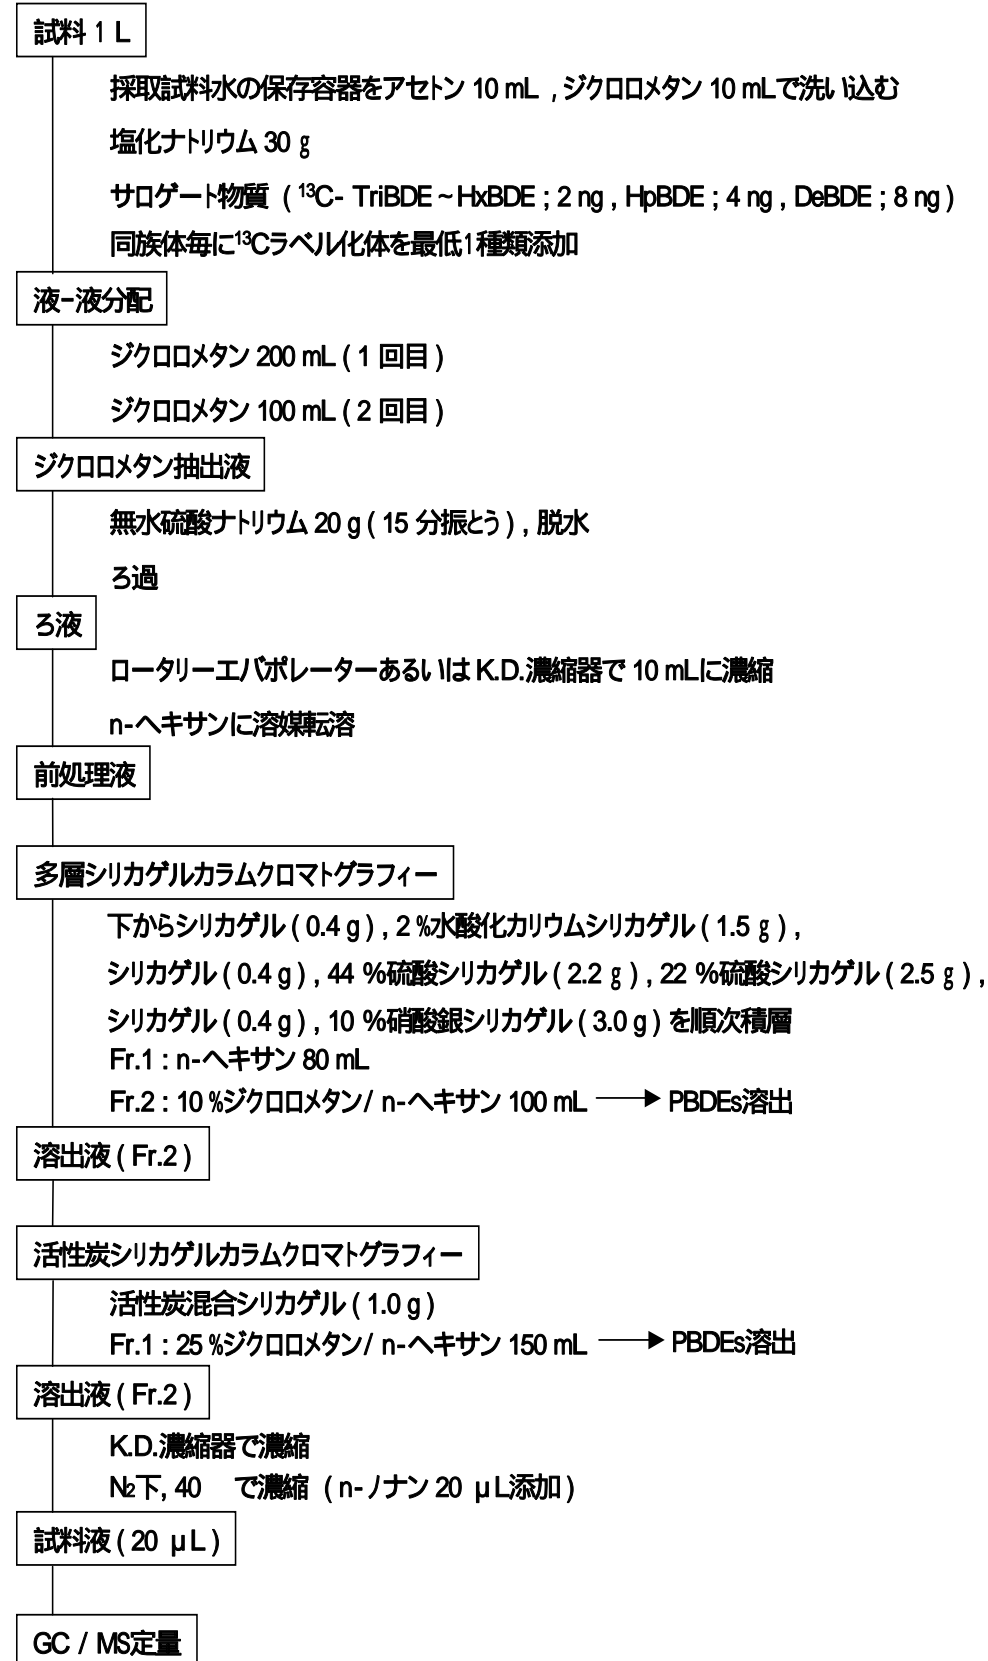 試料 1 L
採取試料水の保存容器をアセトン 10 mL , ジクロロメタン 10 mLで洗い込む
塩化ナトリウム 30 g
サロゲート物質 ( ¹³C- TriBDE ~ HxBDE ; 2 ng , HpBDE ; 4 ng , DeBDE ; 8 ng )
同族体毎に¹³Cラベル化体を最低1種類添加
液-液分配
ジクロロメタン 200 mL ( 1 回目 )
ジクロロメタン 100 mL ( 2 回目 )
ジクロロメタン抽出液
無水硫酸ナトリウム 20 g ( 15 分振とう ) , 脱水
ろ過
ろ液
ロータリーエバポレーターあるいは K.D.濃縮器で 10 mLに濃縮
n-ヘキサンに溶媒転溶
前処理液
多層シリカゲルカラムクロマトグラフィー
下からシリカゲル ( 0.4 g ) , 2 %水酸化カリウムシリカゲル ( 1.5 g ) ,
シリカゲル ( 0.4 g ) , 44 %硫酸シリカゲル ( 2.2 g ) , 22 %硫酸シリカゲル ( 2.5 g ) ,
シリカゲル ( 0.4 g ) , 10 %硝酸銀シリカゲル ( 3.0 g ) を順次積層
Fr.1 : n-ヘキサン 80 mL
Fr.2 : 10 %ジクロロメタン/ n-ヘキサン 100 mL → PBDEs溶出
溶出液 ( Fr.2 )
活性炭シリカゲルカラムクロマトグラフィー
活性炭混合シリカゲル ( 1.0 g )
Fr.1 : 25 %ジクロロメタン/ n-ヘキサン 150 mL → PBDEs溶出
溶出液 ( Fr.2 )
K.D.濃縮器で濃縮
N₂下, 40 で濃縮 ( n-ノナン 20 μL添加 )
試料液 ( 20 μL )
GC / MS定量